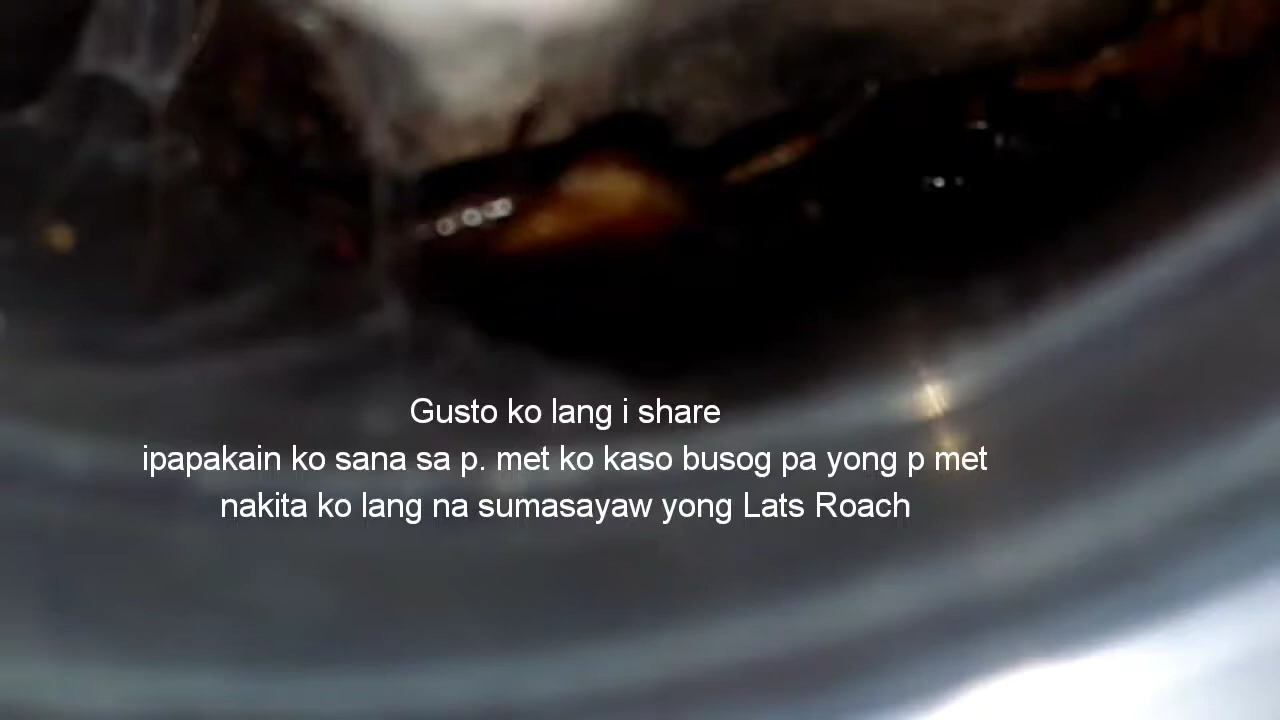 Gusto ko lang i share
ipapakain ko sana sa p. met ko kaso busog pa yong p met
nakita ko lang na sumasayaw yong Lats Roach